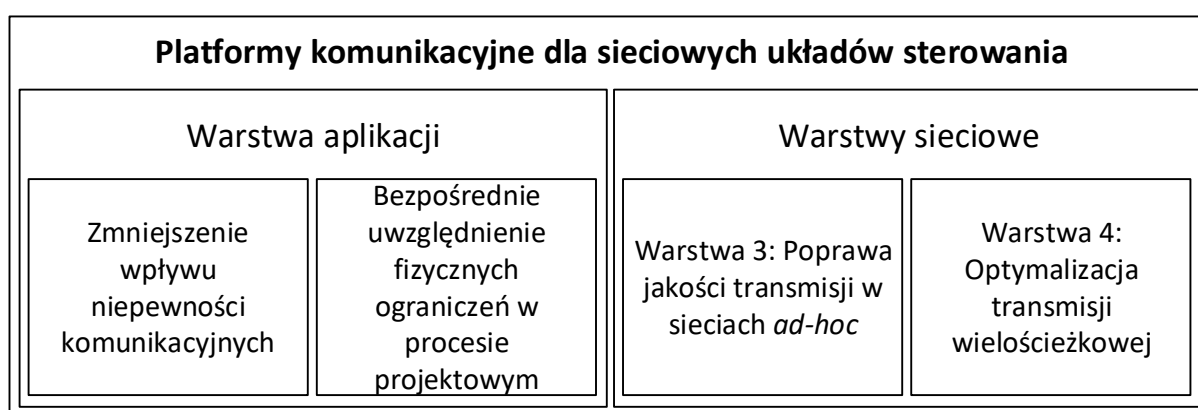 Platformy komunikacyjne dla sieciowych układów sterowania
Warstwa aplikacji
Zmniejszenie
wpływu
niepewności
komunikacyjnych
Bezpośrednie
uwzględnienie
fizycznych
ograniczeń w
procesie
projektowym
Warstwy sieciowe
Warstwa 3: Poprawa
jakości transmisji w
sieciach ad-hoc
Warstwa 4:
Optymalizacja
transmisji
wielościeżkowej